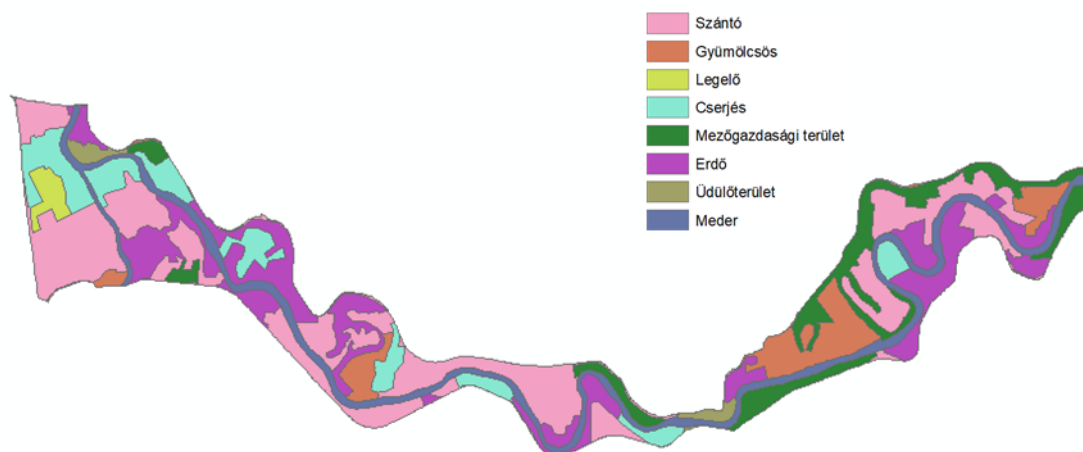 Szántó
Gyümölcsös
Legelő
Cserjés
Mezőgazdasági terület
Erdő
Üdülőterület
Meder